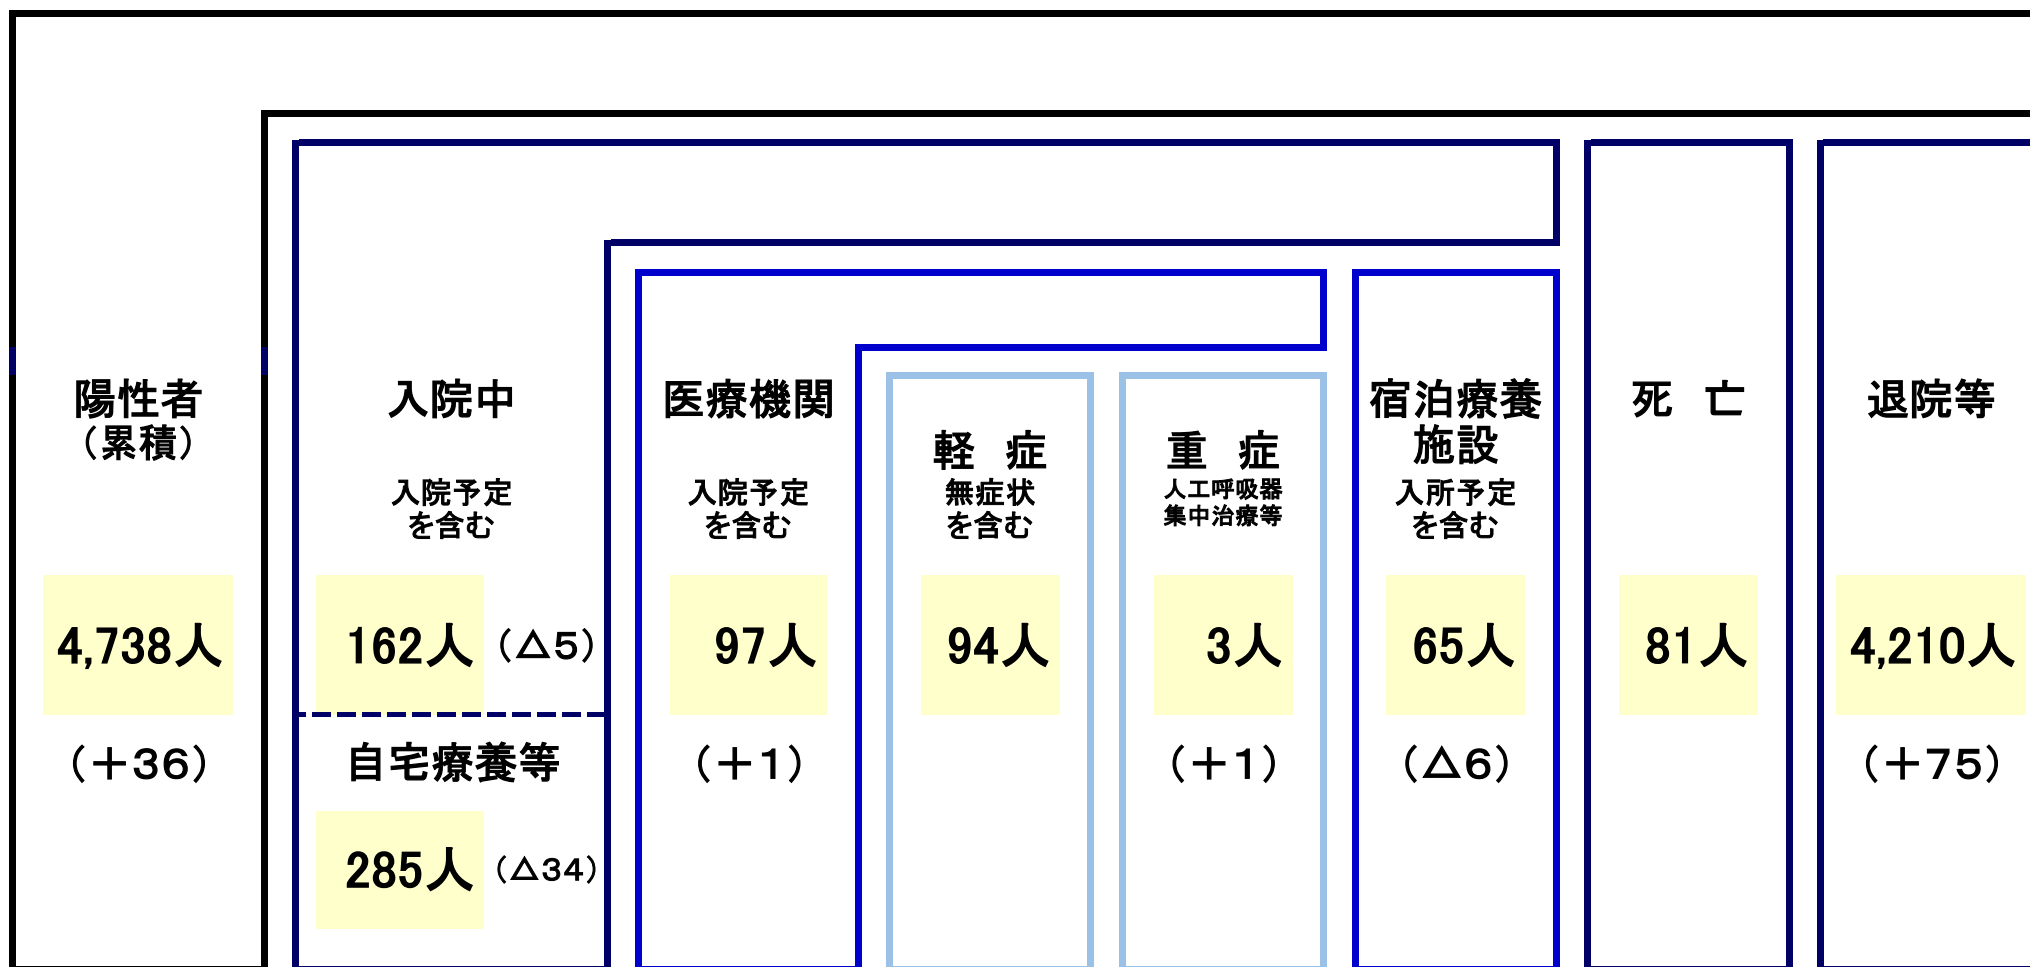 陽性者
（累積）
4,738人
（＋36）
入院中
入院予定
を含む
162人 （△5）
自宅療養等
285人 （△34）
医療機関
入院予定
を含む
97人
（＋1）
軽　症
無症状
を含む
94人
重　症
人工呼吸器
集中治療等
3人
（＋1）
宿泊療養
施設
入所予定
を含む
65人
（△6）
死　亡
81人
退院等
4,210人
（＋75）